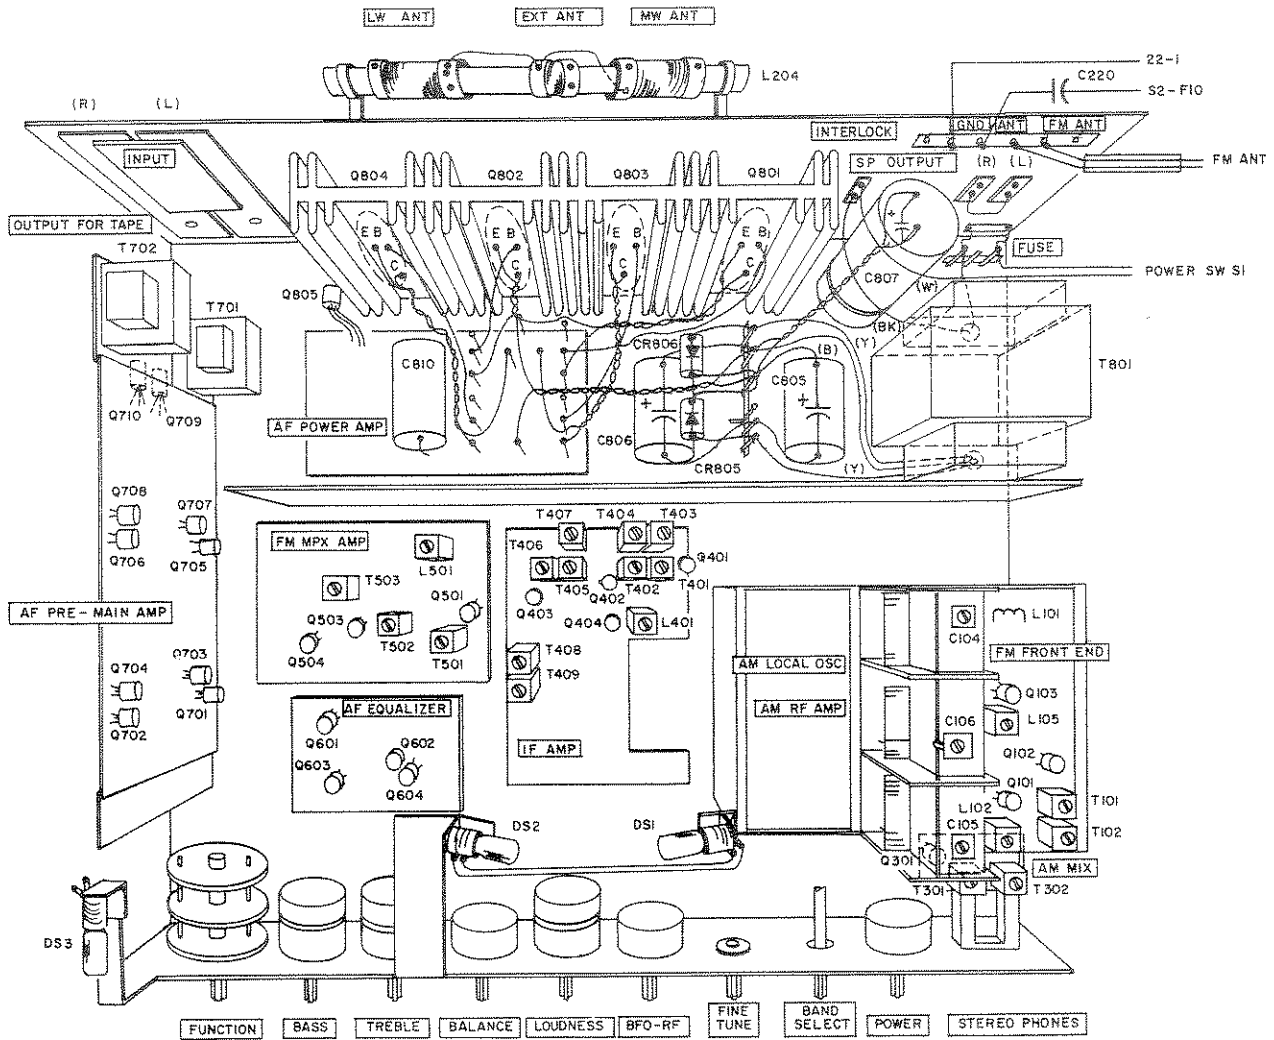 LW ANT EXT ANT MW ANT
L204
22-1
C220
S2-F10
(R) (L)
INTERLOCK
GND ANT FM ANT
INPUT
SP OUTPUT (R) (L)
FM ANT
Q804 Q802 Q803 Q801
OUTPUT FOR TAPE
T702
E B E B E B E B
C C C C
+
FUSE
C807
POWER SW S1
Q805
(W)
T701
(BK)
CR806
(Y)
C810
(B)
T801
C805
Q710 Q709
+
+
AF POWER AMP
C806
CR805
(Y)
Q708
Q707
T407 T404 T403
FM MPX AMP
T406
Q706
Q705
L501
Q401
T503
T405 T402 T401
Q402
Q501
Q403
AF PRE-MAIN AMP
Q503
Q404 L401
L101
C104
T502
Q504
T501
T408
AM LOCAL OSC
FM FRONT END
Q703
Q704
T409
Q103
Q701
AF EQUALIZER
AM RF AMP
C106
L105
Q702
Q601
Q602
IF AMP
Q102
Q603
Q604
Q101
L102
T101
DS2
DS1
C105
T102
Q301
AM MIX
T301 T302
DS3
FUNCTION BASS TREBLE BALANCE LOUDNESS BFO-RF FINE TUNE BAND SELECT POWER STEREO PHONES